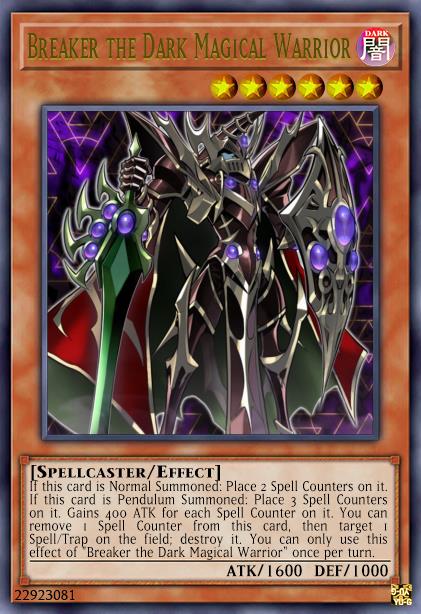 Breaker the Dark Magical Warrior
DARK
闇
[Spellcaster/Effect]
If this card is Normal Summoned: Place 2 Spell Counters on it.
If this card is Pendulum Summoned: Place 3 Spell Counters
on it. Gains 400 ATK for each Spell Counter on it. You can
remove 1 Spell Counter from this card, then target 1
Spell/Trap on the field; destroy it. You can only use this
effect of "Breaker the Dark Magical Warrior" once per turn.
ATK/1600 DEF/1000
22923081